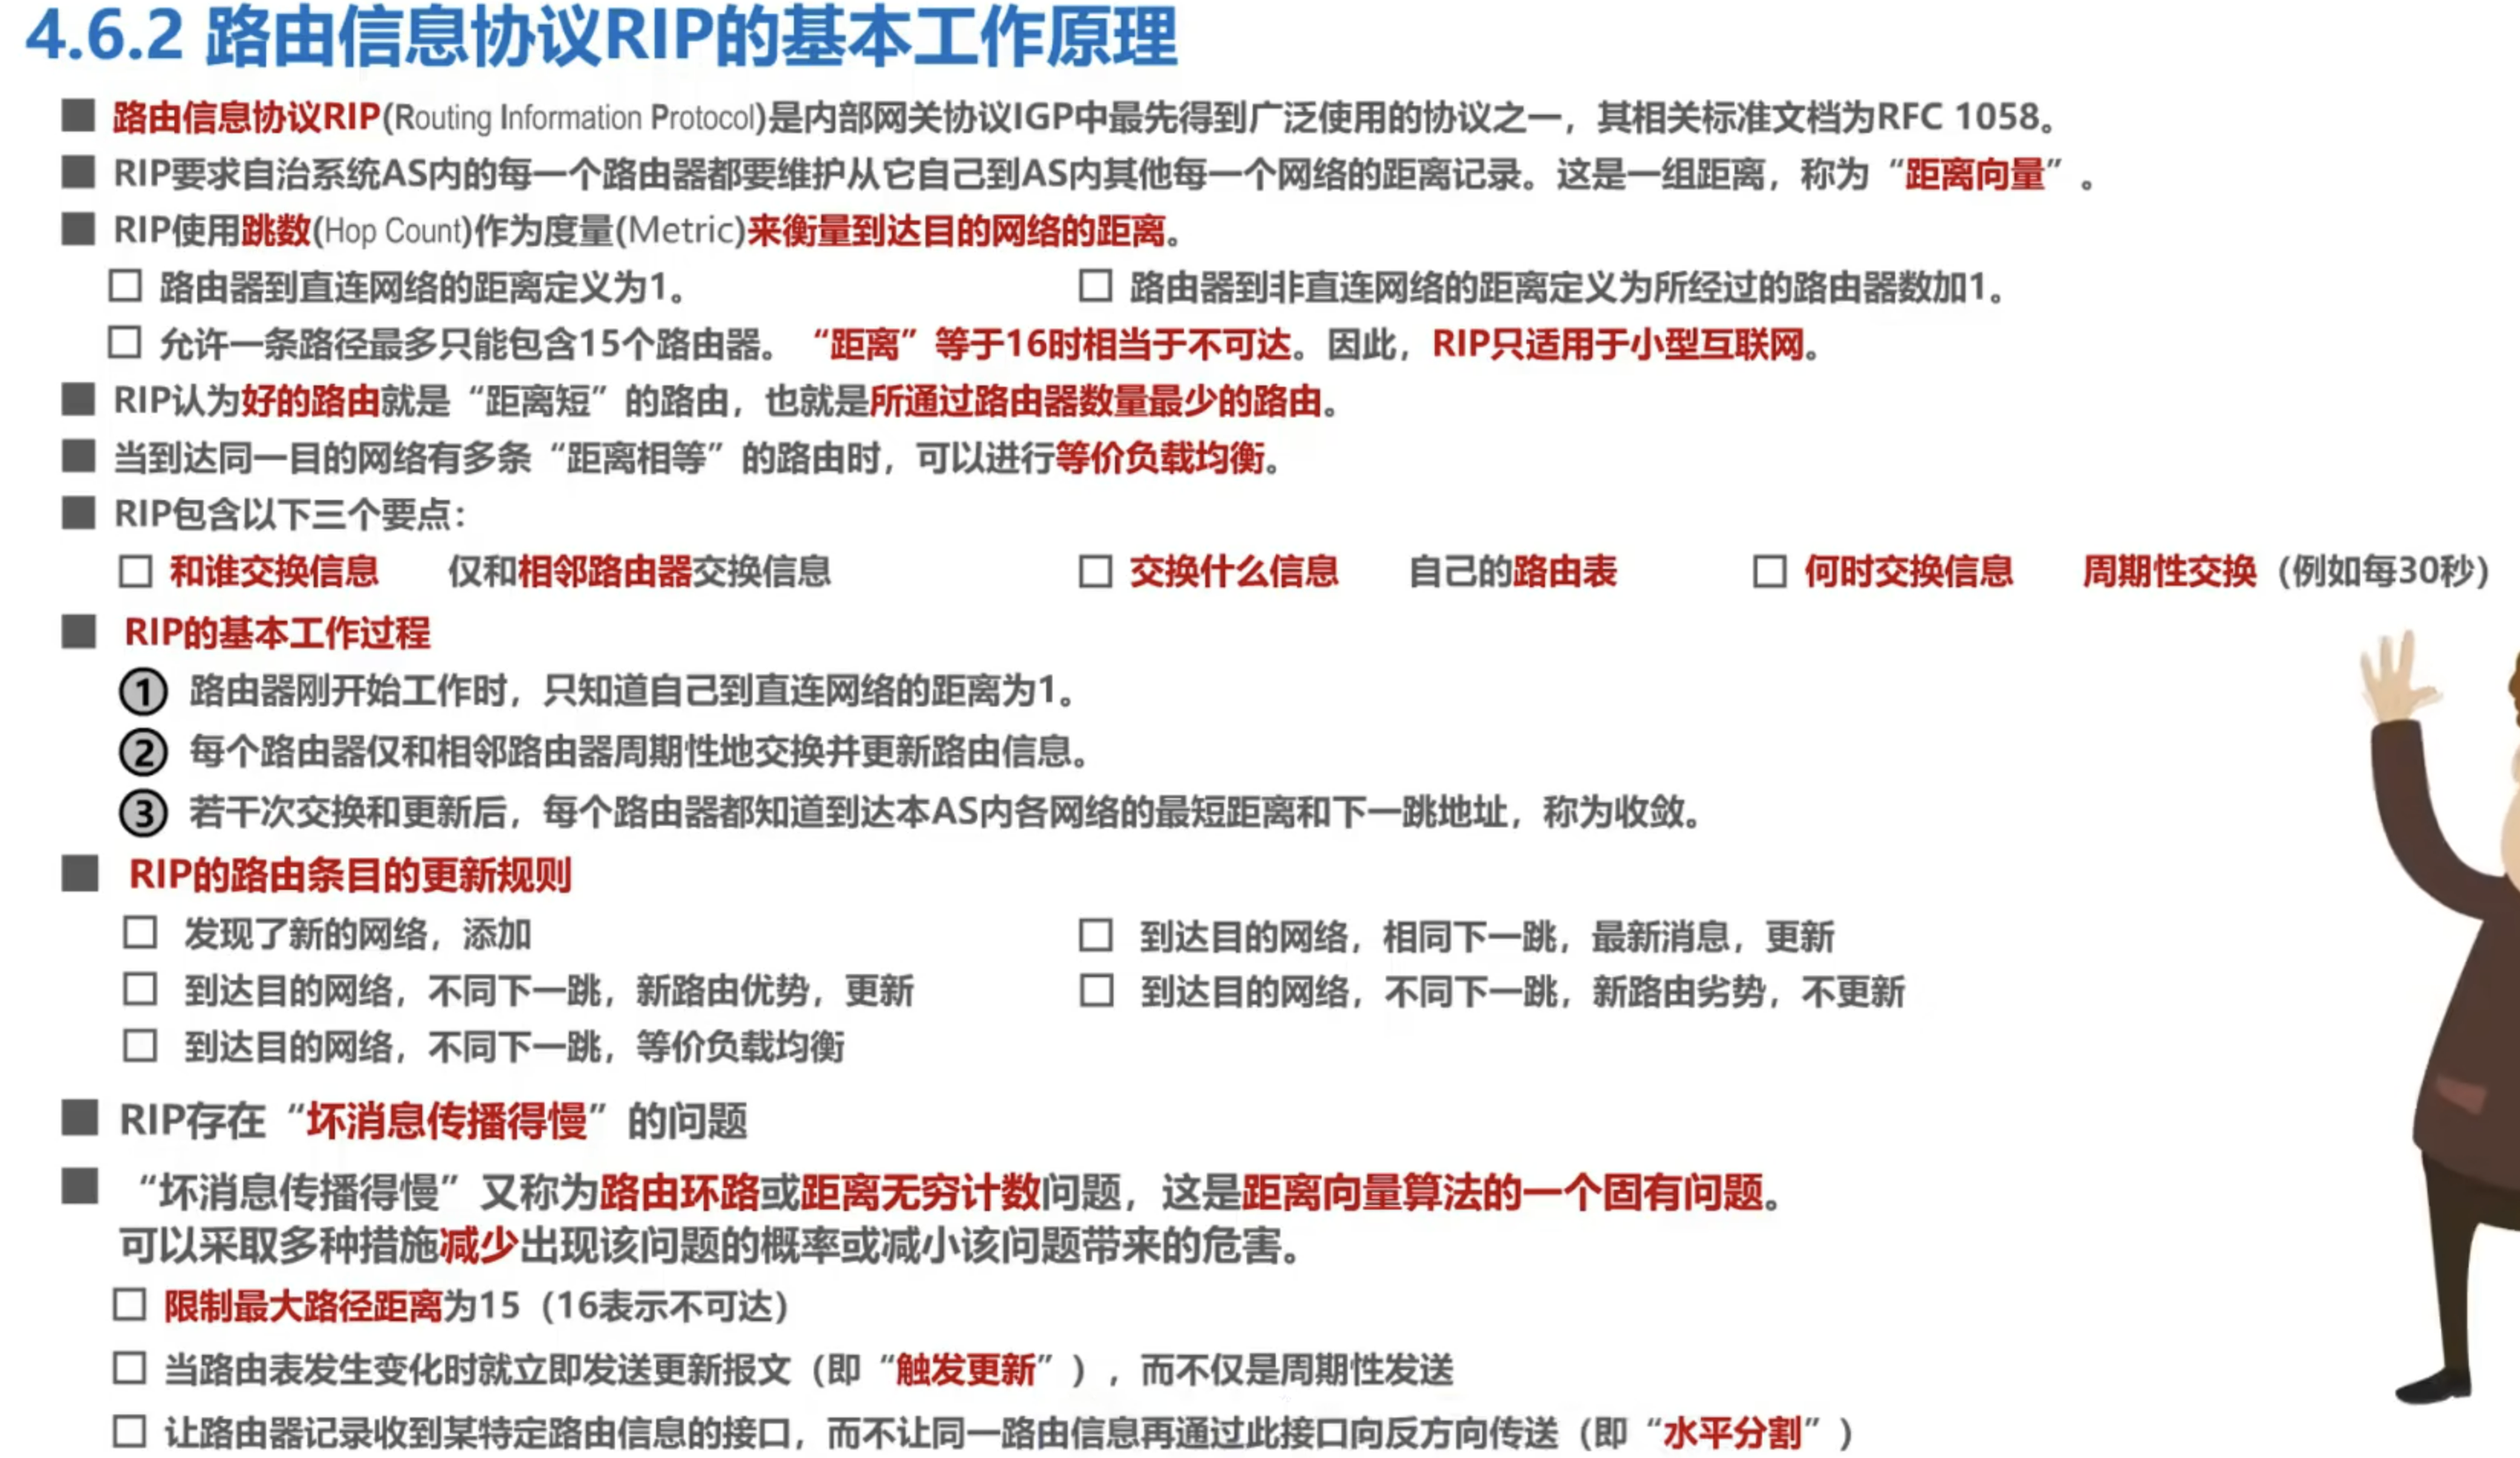 4.6.2 路由信息协议RIP的基本工作原理
路由信息协议RIP(Routing Information Protocol)是内部网关协议IGP中最先得到广泛使用的协议之一，其相关标准文档为RFC 1058。
RIP要求自治系统AS内的每一个路由器都要维护从它自己到AS内其他每一个网络的距离记录。这是一组距离，称为“距离向量”。
RIP使用跳数(Hop Count)作为度量(Metric)来衡量到达目的网络的距离。
路由器到直连网络的距离定义为1。 路由器到非直连网络的距离定义为所经过的路由器数加1。
允许一条路径最多只能包含15个路由器。“距离”等于16时相当于不可达。因此，RIP只适用于小型互联网。
RIP认为好的路由就是“距离短”的路由，也就是所通过路由器数量最少的路由。
当到达同一目的网络有多条“距离相等”的路由时，可以进行等价负载均衡。
RIP包含以下三个要点：
和谁交换信息 仅和相邻路由器交换信息 交换什么信息 自己的路由表 何时交换信息 周期性交换（例如每30秒）
RIP的基本工作过程
① 路由器刚开始工作时，只知道自己到直连网络的距离为1。
② 每个路由器仅和相邻路由器周期性地交换并更新路由信息。
③ 若干次交换和更新后，每个路由器都知道到达本AS内各网络的最短距离和下一跳地址，称为收敛。
RIP的路由条目的更新规则
发现了新的网络，添加 到达目的网络，相同下一跳，最新消息，更新
到达目的网络，不同下一跳，新路由优势，更新 到达目的网络，不同下一跳，新路由劣势，不更新
到达目的网络，不同下一跳，等价负载均衡
RIP存在“坏消息传播得慢”的问题
“坏消息传播得慢”又称为路由环路或距离无穷计数问题，这是距离向量算法的一个固有问题。
可以采取多种措施减少出现该问题的概率或减小该问题带来的危害。
限制最大路径距离为15（16表示不可达）
当路由表发生变化时就立即发送更新报文（即“触发更新”），而不仅是周期性发送
让路由器记录收到某特定路由信息的接口，而不让同一路由信息再通过此接口向反方向传送（即“水平分割”）